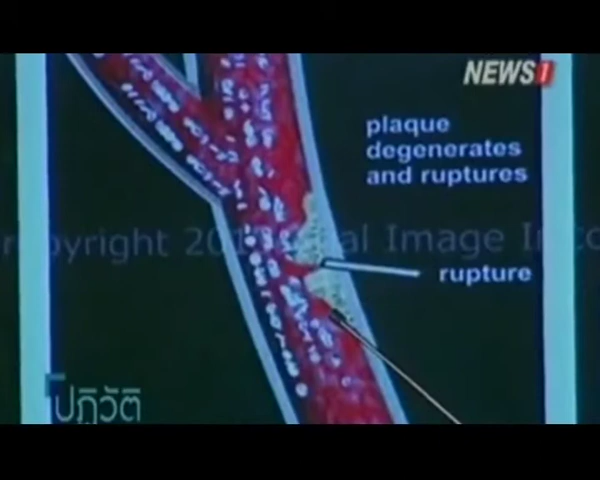 NEWS1
plaque
degenerates
and ruptures
rupture
ปฏิวัติ